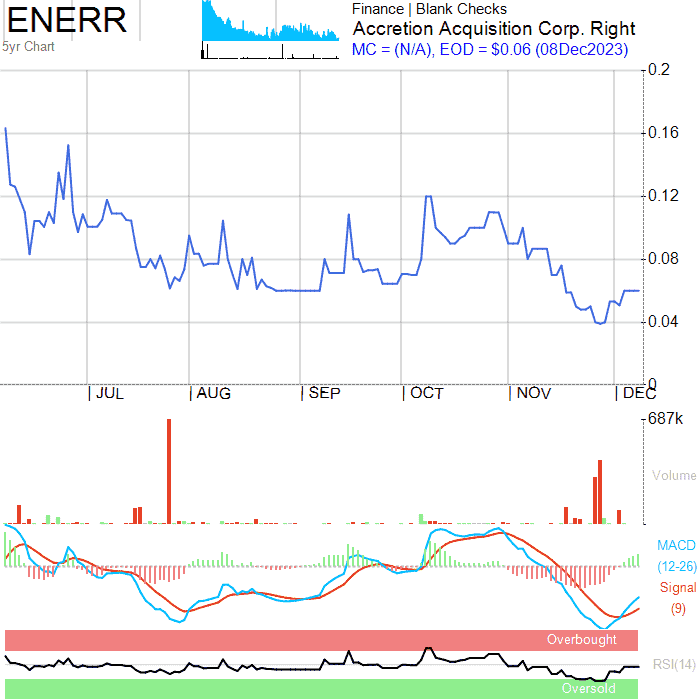 ENERR
5yr Chart
Finance | Blank Checks
Accretion Acquisition Corp. Right
MC = (N/A), EOD = $0.06 (08Dec2023)
0.2
0.16
0.12
0.08
0.04
0
JUL AUG SEP OCT NOV DEC
687k
Volume
MACD
(12-26)
Signal
(9)
Overbought
RSI(14)
Oversold